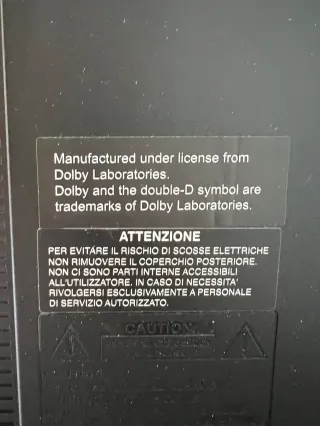 Manufactured under license from
Dolby Laboratories.
Dolby and the double-D symbol are
trademarks of Dolby Laboratories.
ATTENZIONE
PER EVITARE IL RISCHIO DI SCOSSE ELETTRICHE
NON RIMUOVERE IL COPERCHIO POSTERIORE.
NON CI SONO PARTI INTERNE ACCESSIBILI
ALL'UTILIZZATORE. IN CASO DI NECESSITA'
RIVOLGERSI ESCLUSIVAMENTE A PERSONALE
DI SERVIZIO AUTORIZZATO.
CAUTION